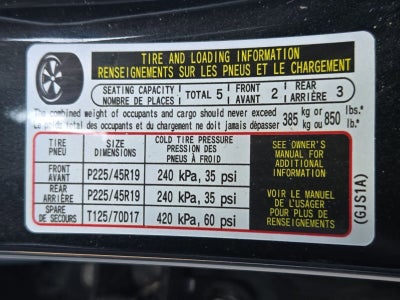 TIRE AND LOADING INFORMATION
RENSEIGNEMENTS SUR LES PNEUS ET LE CHARGEMENT
SEATING CAPACITY
NOMBRE DE PLACES
TOTAL 5
FRONT
AVANT
2
REAR
ARRIÈRE
3
The combined weight of occupants and cargo should never exceed
Le poids total des occupants et du chargement ne doit jamais dépasser
385 kg or/ou 850 lbs./lb.
TIRE
PNEU
SIZE
DIMENSIONS
COLD TIRE PRESSURE
PRESSION DES
PNEUS À FROID
FRONT
AVANT
P225/45R19
240 kPa, 35 psi
REAR
ARRIÈRE
P225/45R19
240 kPa, 35 psi
SPARE
DE SECOURS
T125/70D17
420 kPa, 60 psi
SEE OWNER'S
MANUAL FOR
ADDITIONAL
INFORMATION
VOIR LE MANUEL
DE L'USAGER
POUR PLUS DE
RENSEIGNEMENTS
(GJS1A)